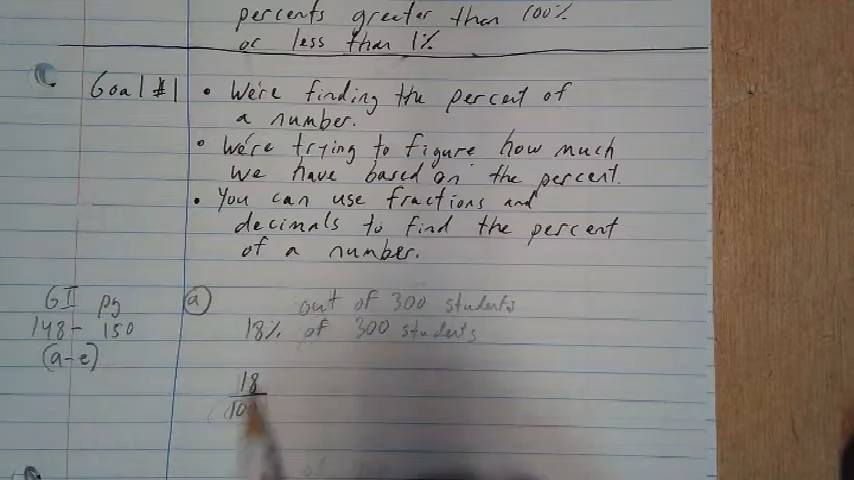 percents greater than 100%
or less than 1%
Goal #1 • We're finding the percent of
a number.
• We're trying to figure how much
we have based on the percent.
• You can use fractions and
decimals to find the percent
of a number.
GI pg (a) out of 300 students
148- 150 18% of 300 students
(a-e)
18
100